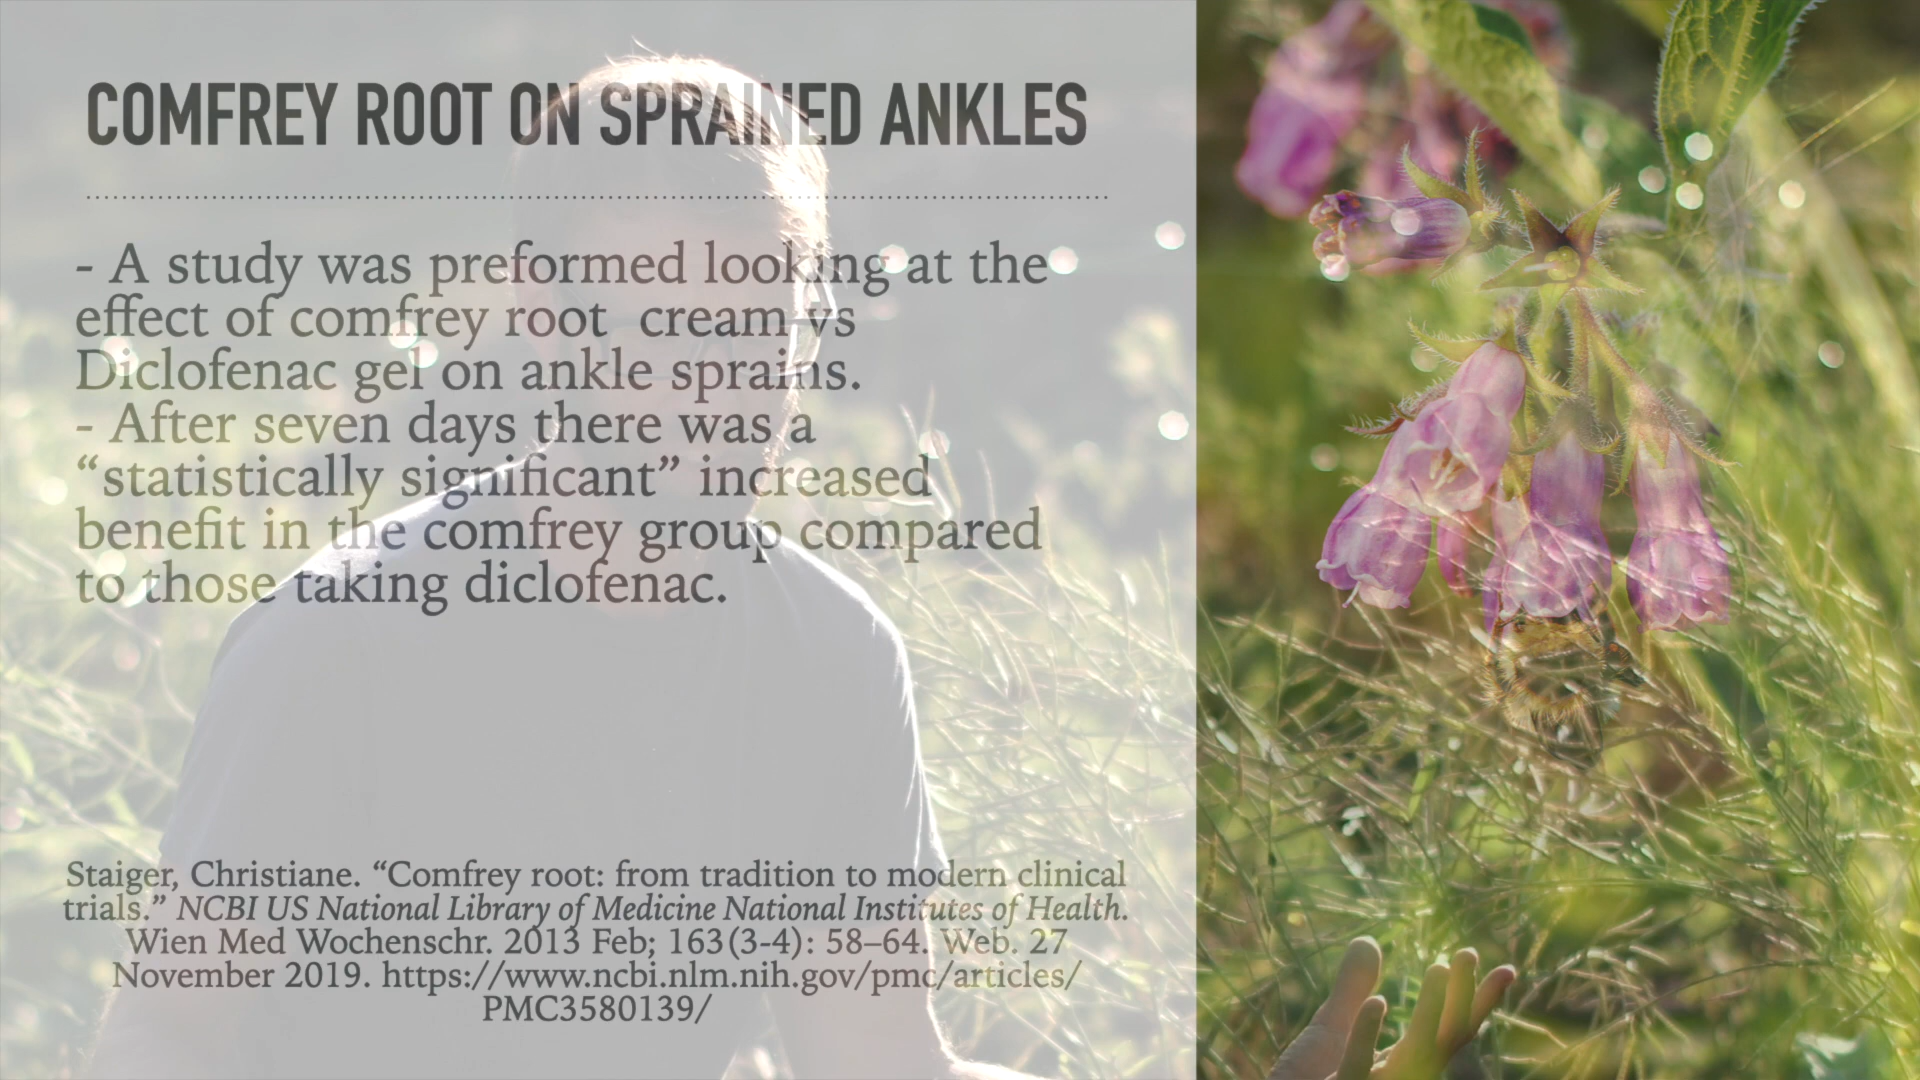 COMFREY ROOT ON SPRAINED ANKLES
- A study was preformed looking at the
effect of comfrey root cream vs
Diclofenac gel on ankle sprains.
- After seven days there was a
“statistically significant” increased
benefit in the comfrey group compared
to those taking diclofenac.
Staiger, Christiane. “Comfrey root: from tradition to modern clinical
trials.” NCBI US National Library of Medicine National Institutes of Health.
Wien Med Wochenschr. 2013 Feb; 163(3-4): 58–64. Web. 27
November 2019. https://www.ncbi.nlm.nih.gov/pmc/articles/
PMC3580139/